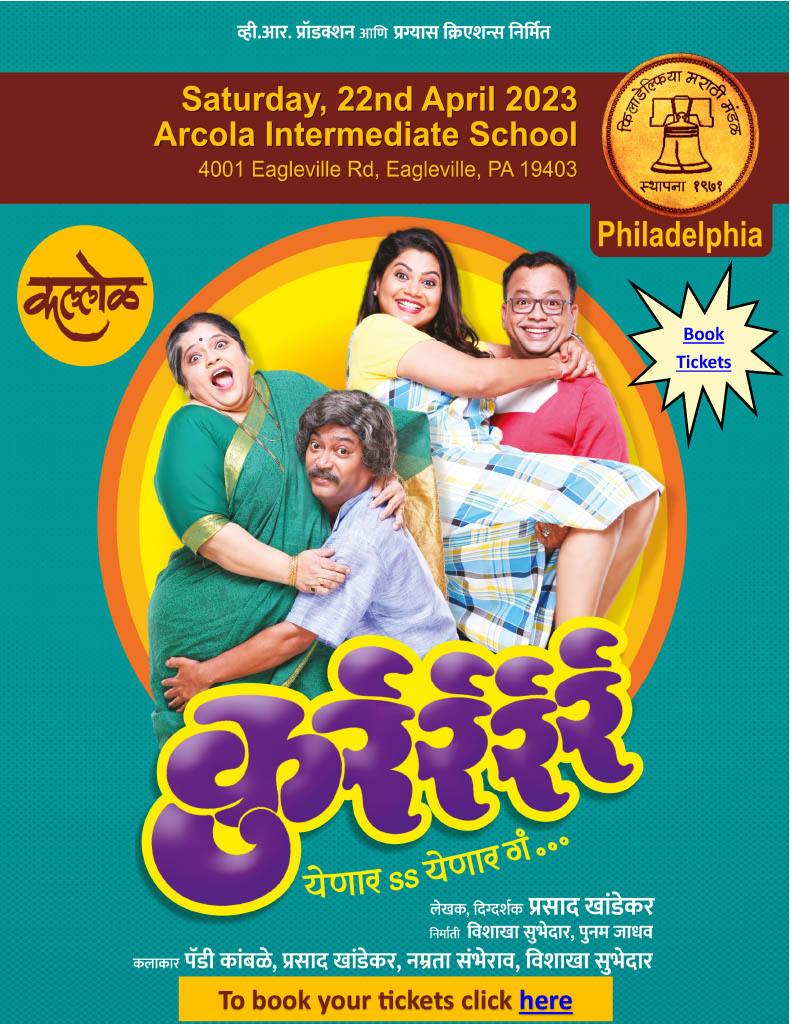 व्ही.आर. प्रॉडक्शन आणि प्रग्यास क्रिएशन्स निर्मित
Saturday, 22nd April 2023
Arcola Intermediate School
4001 Eagleville Rd, Eagleville, PA 19403
फिलाडेल्फिया मराठी मंडळ
स्थापना १९७१
Philadelphia
कल्लोळ
Book
Tickets
कुर्रर्रर्रर्र
येणार ss येणार गं...
लेखक, दिग्दर्शक प्रसाद खांडेकर
निर्माती विशाखा सुभेदार, पुनम जाधव
कलाकार पॅडी कांबळे, प्रसाद खांडेकर, नम्रता संभेराव, विशाखा सुभेदार
To book your tickets click here